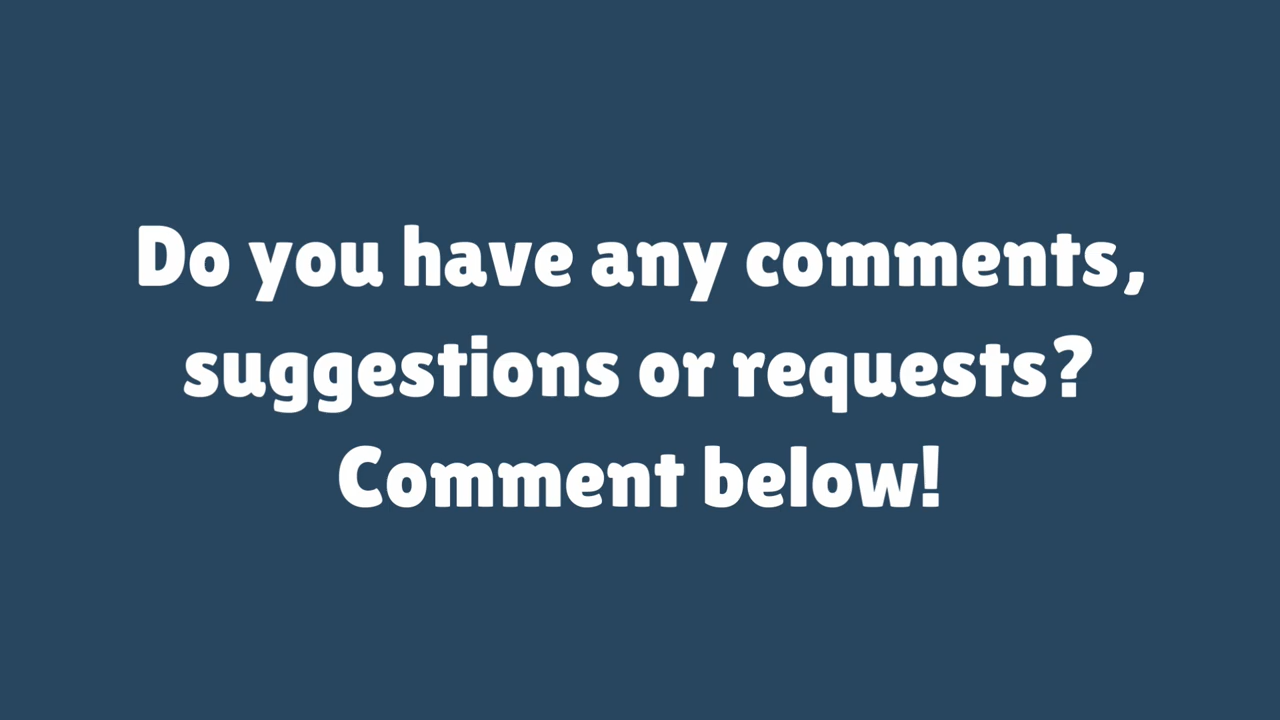 Do you have any comments,
suggestions or requests?
Comment below!